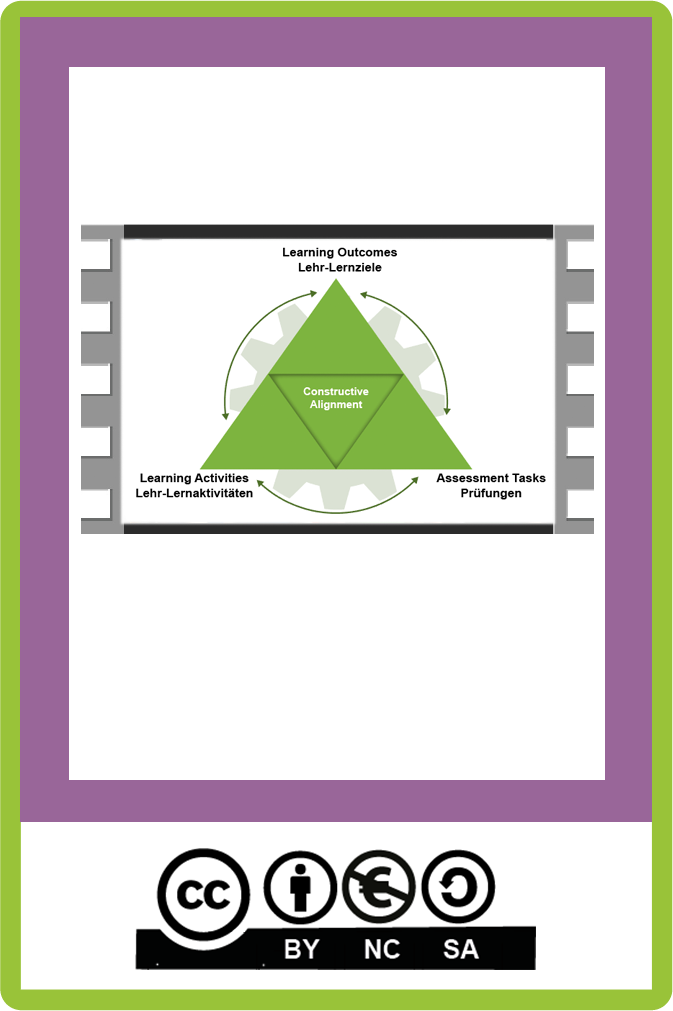 Learning Outcomes
Lehr-Lernziele
Constructive
Alignment
Learning Activities
Lehr-Lernaktivitäten
Assessment Tasks
Prüfungen
cc
BY NC SA